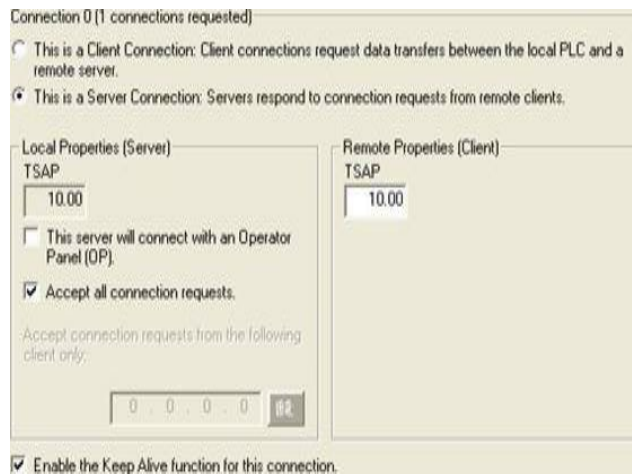 Connection 0 (1 connections requested)
This is a Client Connection: Client connections request data transfers between the local PLC and a
remote server.
This is a Server Connection: Servers respond to connection requests from remote clients.
Local Properties (Server)
TSAP
10.00
This server will connect with an Operator
Panel (OP).
Accept all connection requests.
Accept connection requests from the following
client only:
0 . 0 . 0 . 0
Remote Properties (Client)
TSAP
10.00
Enable the Keep Alive function for this connection.